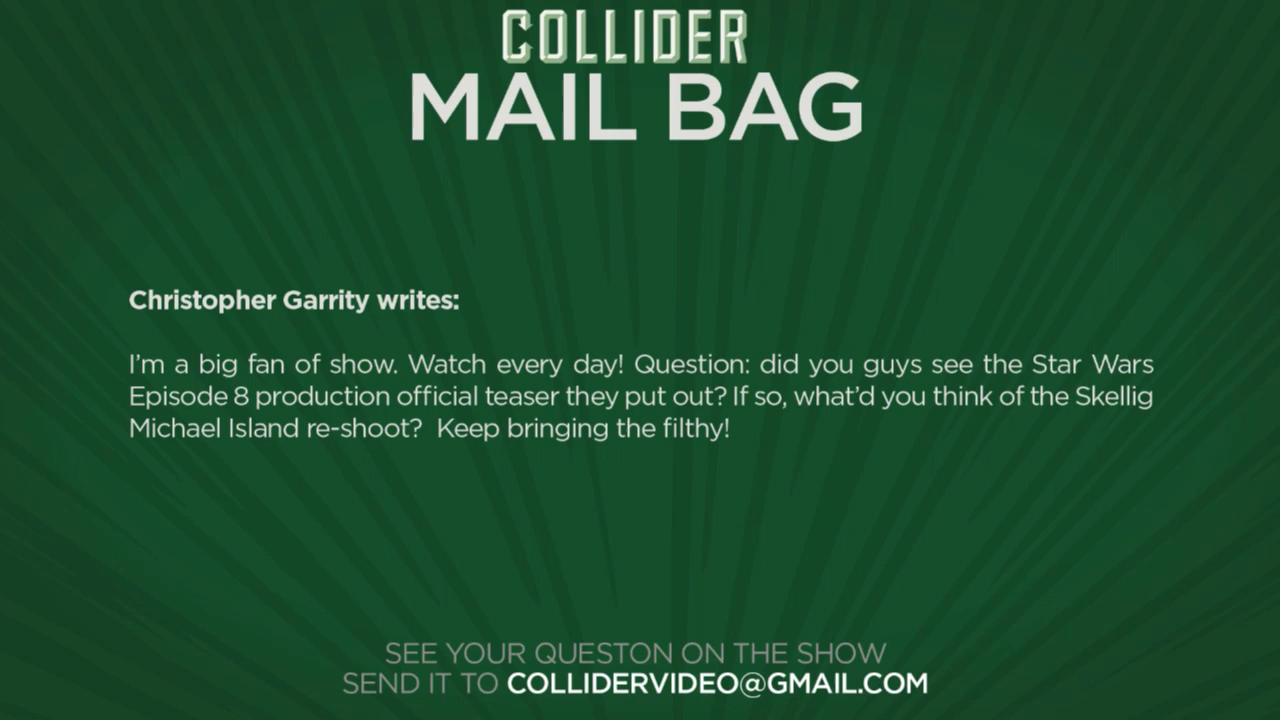 COLLIDER
MAIL BAG
Christopher Garrity writes:
I'm a big fan of show. Watch every day! Question: did you guys see the Star Wars
Episode 8 production official teaser they put out? If so, what'd you think of the Skellig
Michael Island re-shoot?  Keep bringing the filthy!
SEE YOUR QUESTON ON THE SHOW
SEND IT TO COLLIDERVIDEO@GMAIL.COM